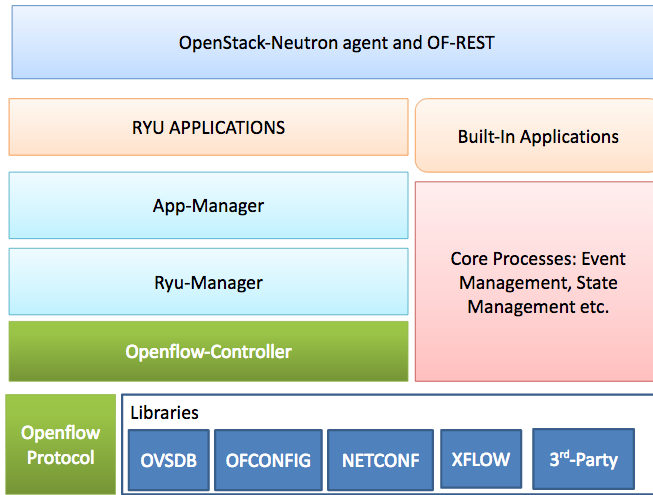 OpenStack-Neutron agent and OF-REST
RYU APPLICATIONS
Built-In Applications
App-Manager
Ryu-Manager
Core Processes: Event
Management, State
Management etc.
Openflow-Controller
Openflow
Protocol
Libraries
OVSDB
OFCONFIG
NETCONF
XFLOW
3rd-Party